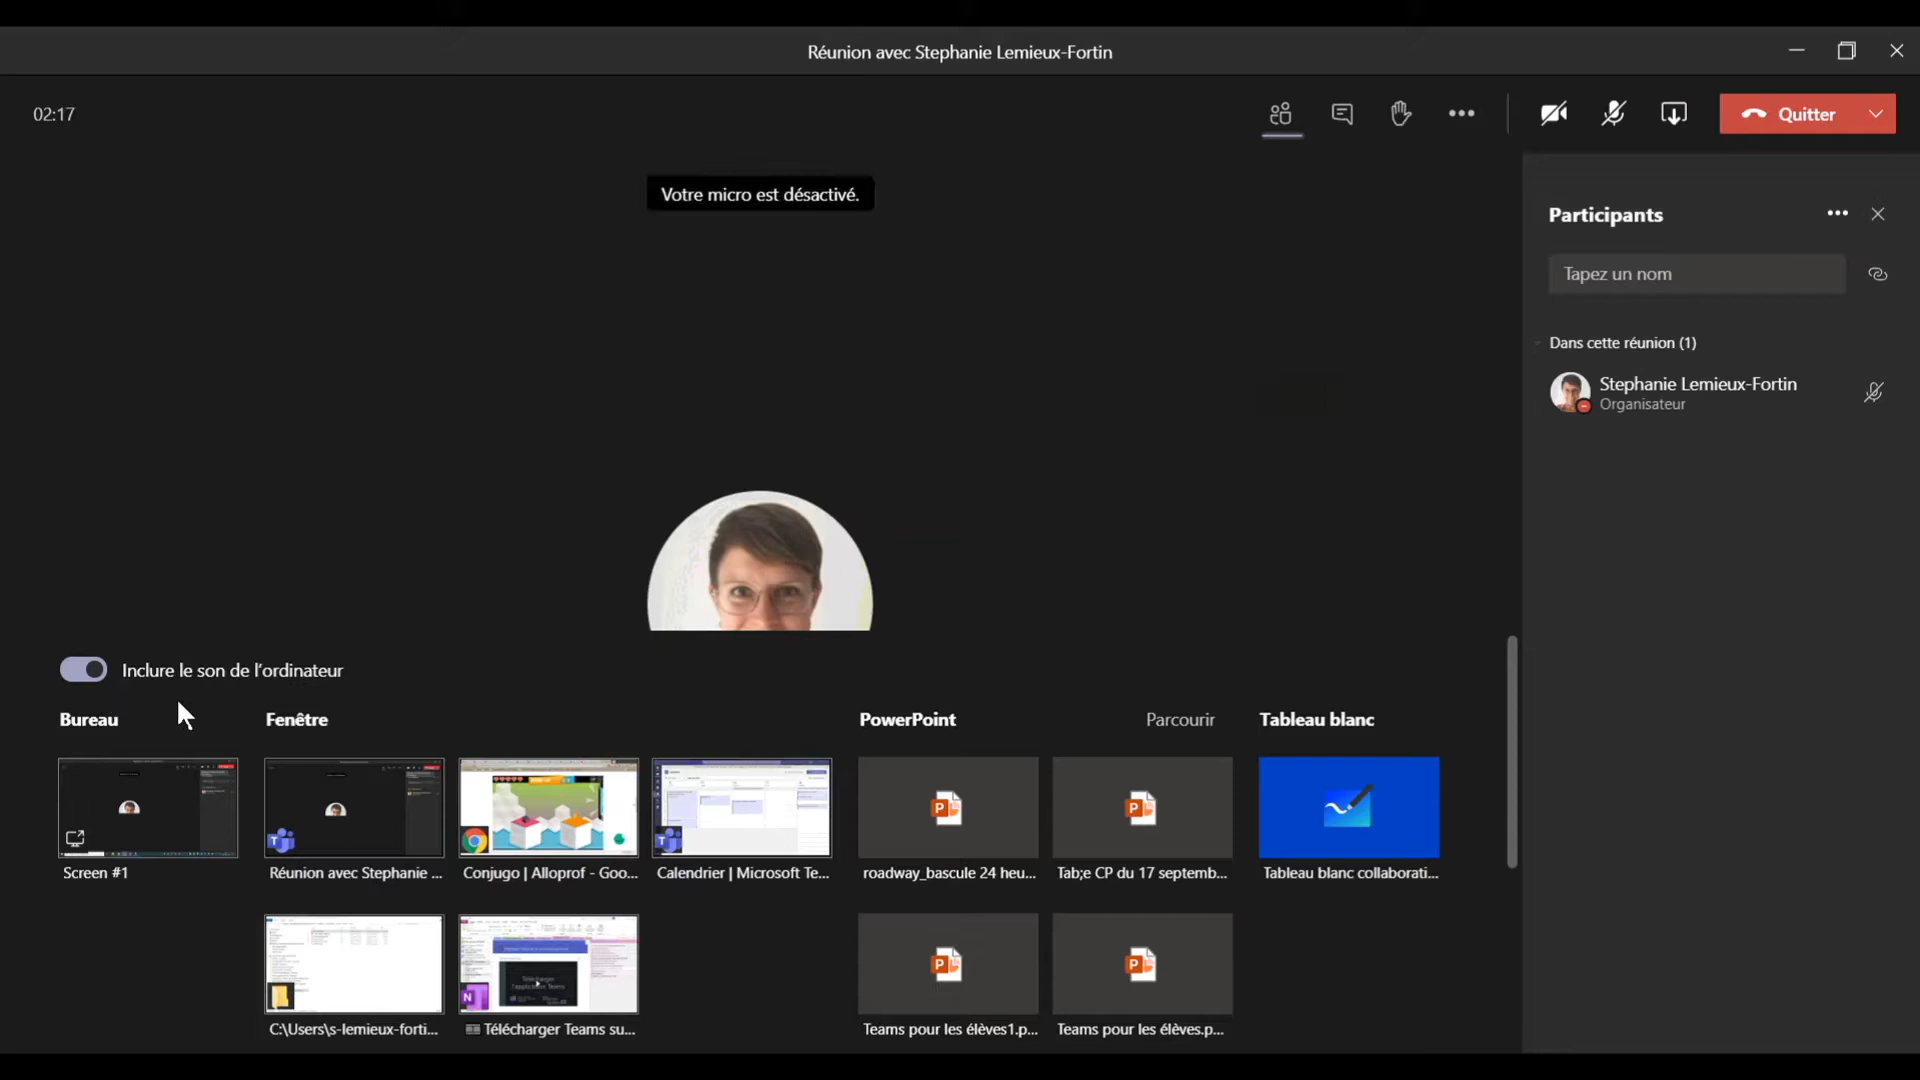 Réunion avec Stephanie Lemieux-Fortin
02:17
Quitter
Votre micro est désactivé.
Participants
Tapez un nom
Dans cette réunion (1)
Stephanie Lemieux-Fortin
Organisateur
Inclure le son de l'ordinateur
Bureau
Fenêtre
PowerPoint
Parcourir
Tableau blanc
Screen #1
Réunion avec Stephanie ...
Conjugo | Alloprof - Goo...
Calendrier | Microsoft Te...
roadway_bascule 24 heu...
Tab;e CP du 17 septemb...
Tableau blanc collaborati...
Télécharger
l'application Teams
C:\Users\s-lemieux-forti...
Télécharger Teams su...
Teams pour les élèves1.p...
Teams pour les élèves.p...